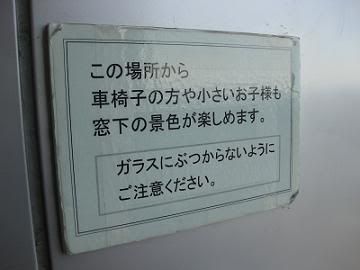 この場所から
車椅子の方や小さいお子様も
窓下の景色が楽しめます。
ガラスにぶつからないように
ご注意ください。